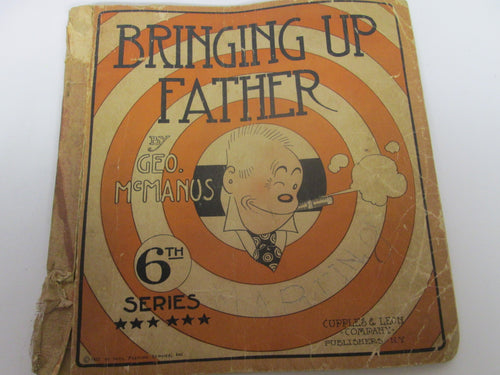 BRINGING UP
FATHER
BY
GEO.
McMANUS
6TH
SERIES
CUPPLES & LEON
COMPANY
PUBLISHERS N.Y.